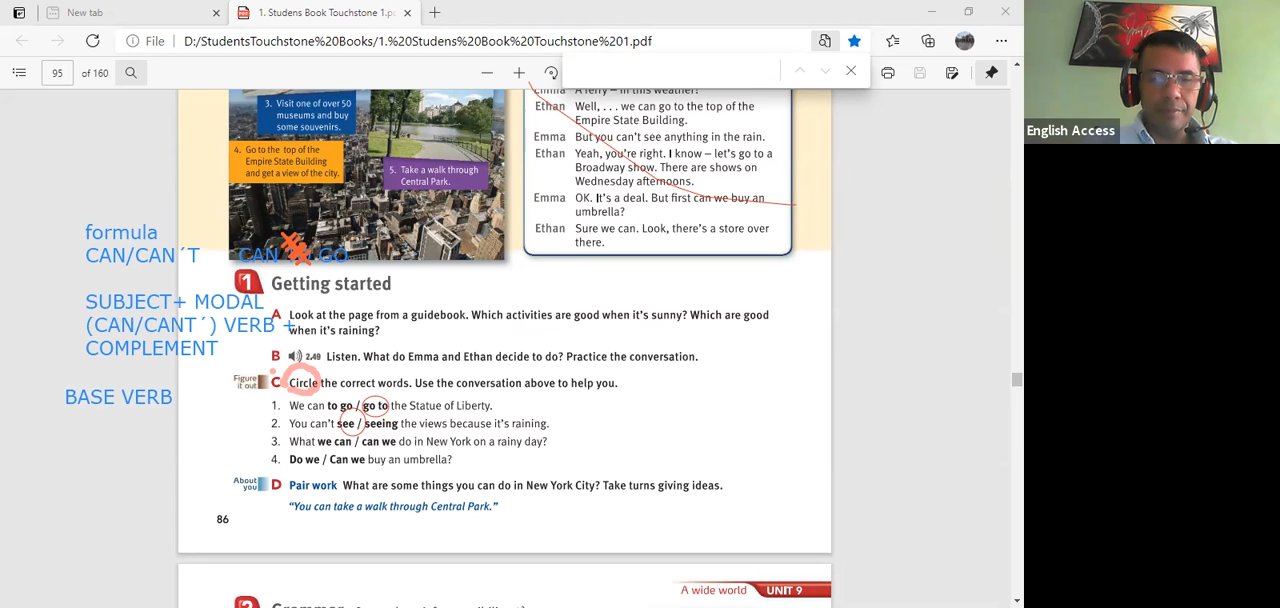 New tab
1. Studens Book Touchstone 1.pc
File
D:/StudentsTouchstone%20Books/1.%20Studens%20Book%20Touchstone%201.pdf
95 of 160
English Access
3. Visit one of over 50
museums and buy
some souvenirs.
4. Go to the top of the
Empire State Building
and get a view of the city.
5. Take a walk through
Central Park.
Emma A ferry – in this weather?
Ethan Well, . . . we can go to the top of the
Empire State Building.
Emma But you can't see anything in the rain.
Ethan Yeah, you're right. I know – let's go to a
Broadway show. There are shows on
Wednesday afternoons.
Emma OK. It's a deal. But first can we buy an
umbrella?
Ethan Sure we can. Look, there's a store over
there.
formula
CAN/CAN´T CAN GO
SUBJECT+ MODAL
(CAN/CANT´) VERB +
COMPLEMENT
BASE VERB
1 Getting started
A Look at the page from a guidebook. Which activities are good when it's sunny? Which are good
when it's raining?
B 2.49 Listen. What do Emma and Ethan decide to do? Practice the conversation.
Figure it out
C Circle the correct words. Use the conversation above to help you.
1. We can to go / go to the Statue of Liberty.
2. You can't see / seeing the views because it's raining.
3. What we can / can we do in New York on a rainy day?
4. Do we / Can we buy an umbrella?
About you
D Pair work What are some things you can do in New York City? Take turns giving ideas.
"You can take a walk through Central Park."
86
A wide world UNIT 9